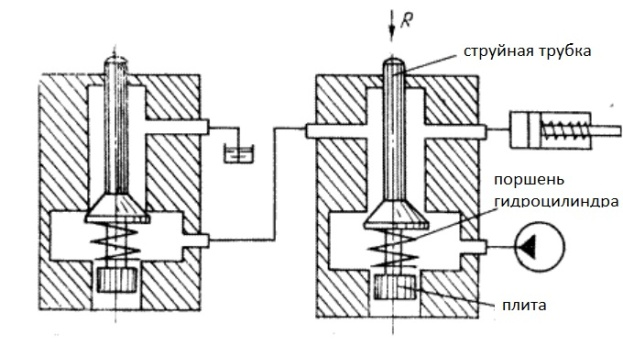 R
струйная трубка
поршень
гидроцилиндра
плита